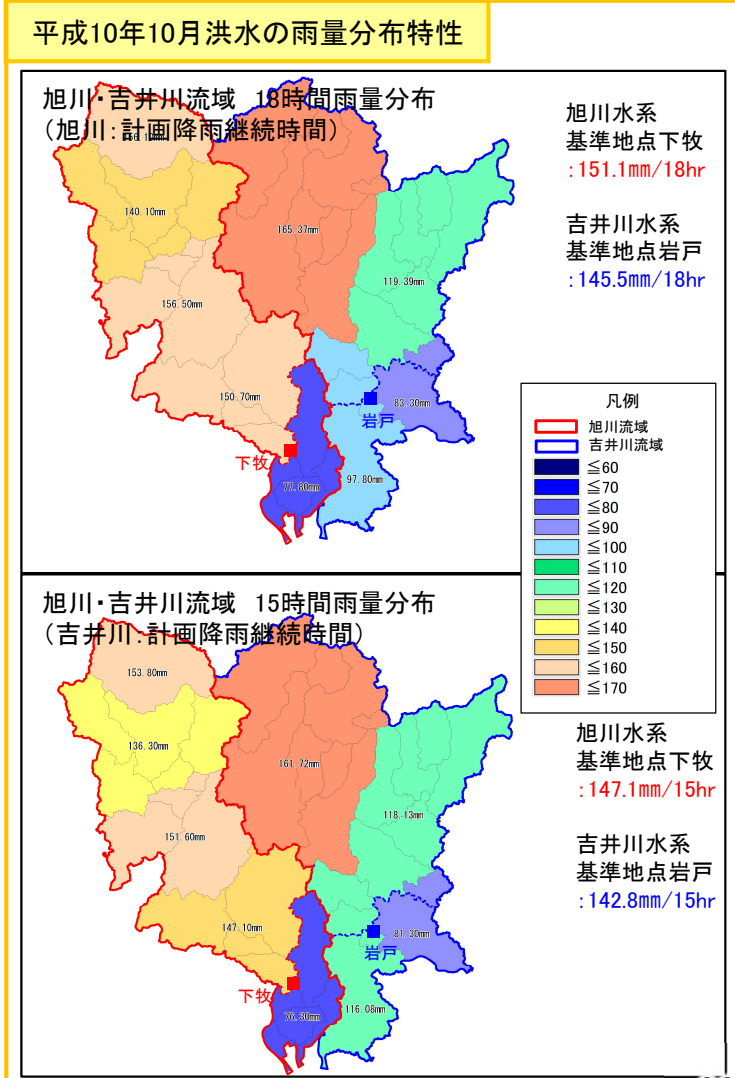 平成10年10月洪水の雨量分布特性
旭川・吉井川流域 18時間雨量分布
（旭川：計画降雨継続時間）
旭川水系
基準地点下牧
：151.1mm/18hr
吉井川水系
基準地点岩戸
：145.5mm/18hr
140.10mm
165.37mm
119.39mm
156.50mm
150.70mm
83.30mm
岩戸
下牧
97.80mm
77.80mm
凡例
旭川流域
吉井川流域
≦60
≦70
≦80
≦90
≦100
≦110
≦120
≦130
≦140
≦150
≦160
≦170
旭川・吉井川流域 15時間雨量分布
（吉井川：計画降雨継続時間）
153.80mm
136.30mm
161.72mm
118.13mm
151.60mm
147.10mm
81.30mm
岩戸
下牧
116.08mm
76.30mm
旭川水系
基準地点下牧
：147.1mm/15hr
吉井川水系
基準地点岩戸
：142.8mm/15hr